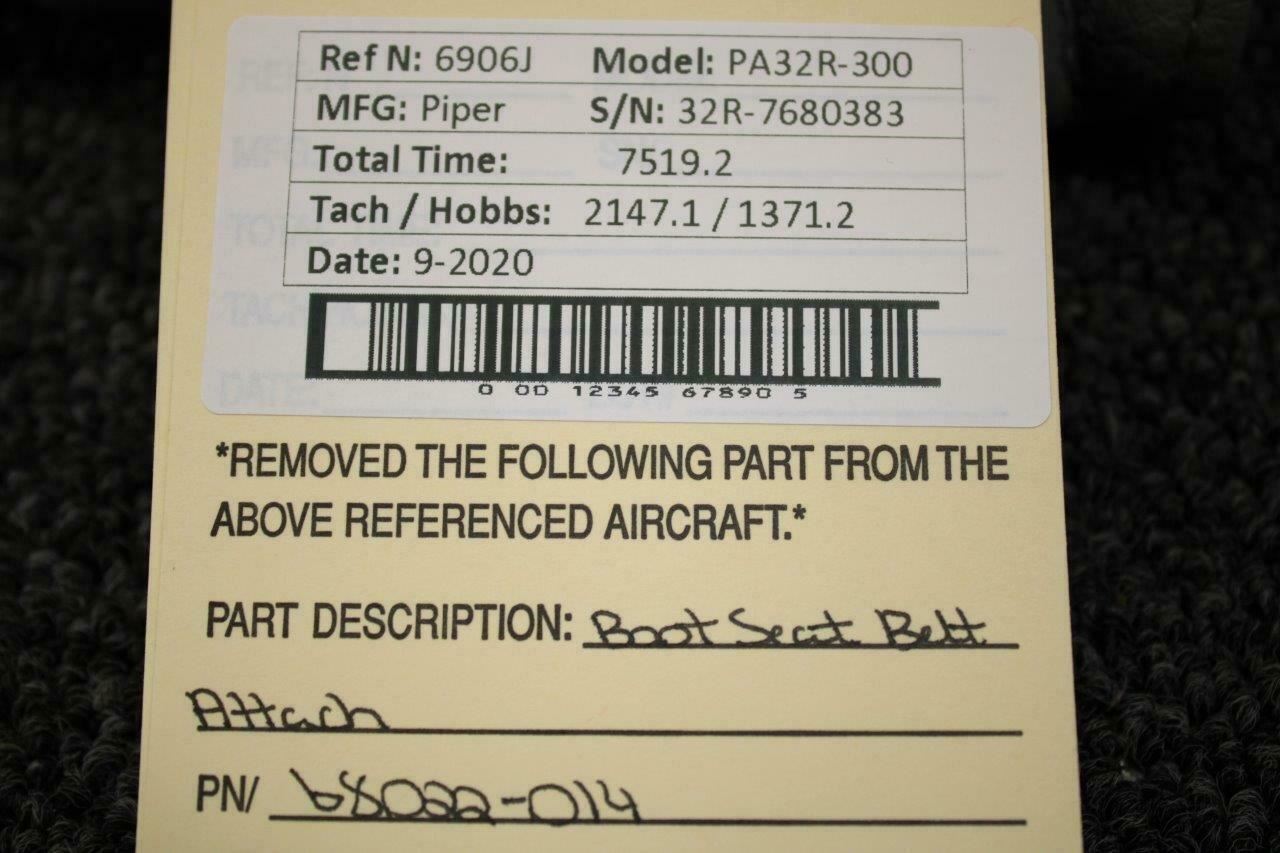 Ref N: 6906J Model: PA32R-300
MFG: Piper S/N: 32R-7680383
Total Time: 7519.2
Tach / Hobbs: 2147.1 / 1371.2
Date: 9-2020
0 00 12345 67890 5
*REMOVED THE FOLLOWING PART FROM THE
ABOVE REFERENCED AIRCRAFT.*
PART DESCRIPTION: Boot Seat Belt
Attach
PN/ 68022-014